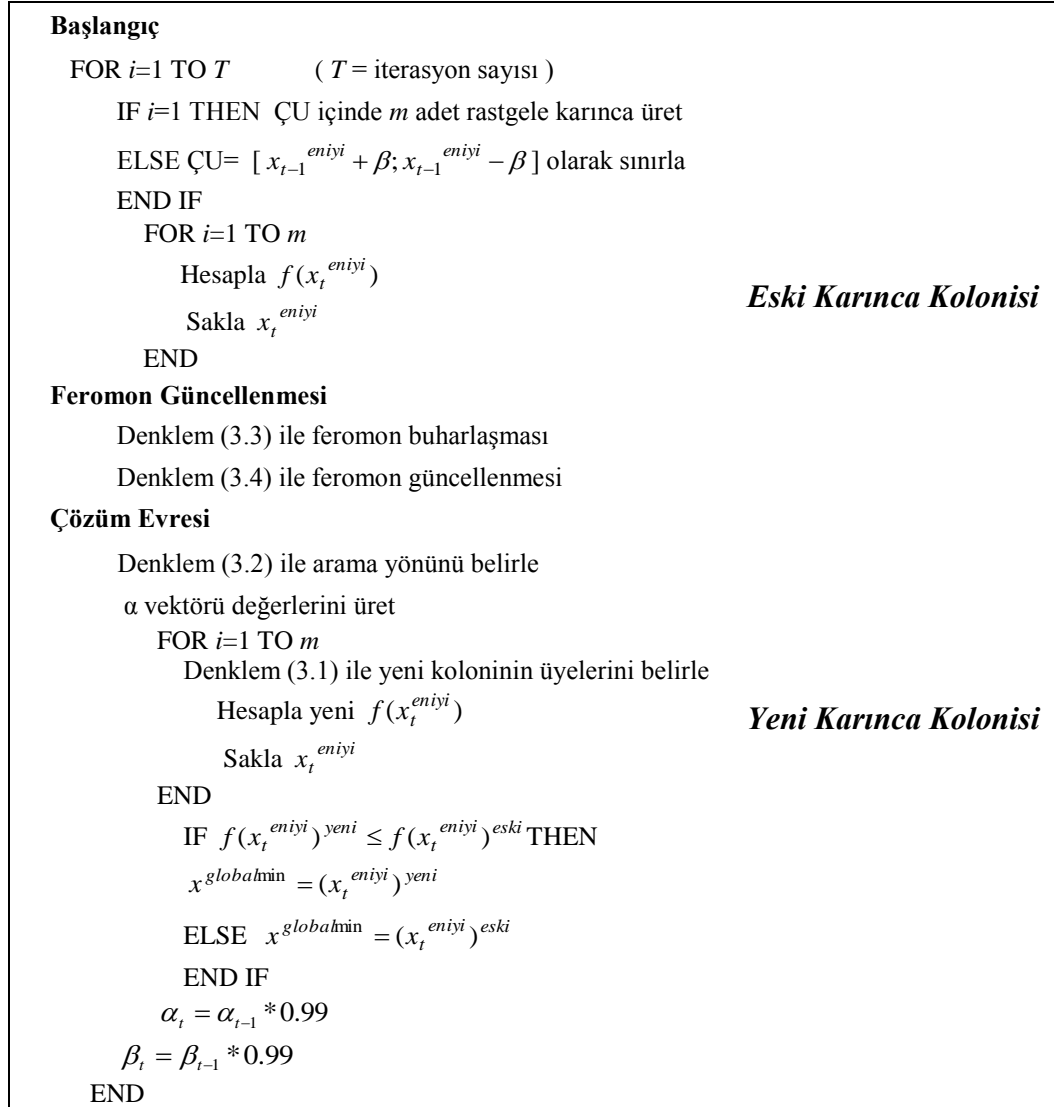 Başlangıç
FOR i=1 TO T ( T = iterasyon sayısı )
IF i=1 THEN ÇU içinde m adet rastgele karınca üret
ELSE ÇU= [ x_{t−1}^{eniyi} + β; x_{t−1}^{eniyi} − β ] olarak sınırla
END IF
FOR i=1 TO m
Hesapla f(x_t^{eniyi})
Eski Karınca Kolonisi
Sakla x_t^{eniyi}
END
Feromon Güncellenmesi
Denklem (3.3) ile feromon buharlaşması
Denklem (3.4) ile feromon güncellenmesi
Çözüm Evresi
Denklem (3.2) ile arama yönünü belirle
α vektörü değerlerini üret
FOR i=1 TO m
Denklem (3.1) ile yeni koloninin üyelerini belirle
Hesapla yeni f(x_t^{eniyi})
Yeni Karınca Kolonisi
Sakla x_t^{eniyi}
END
IF f(x_t^{eniyi})^{yeni} ≤ f(x_t^{eniyi})^{eski} THEN
x^{globalmin} = (x_t^{eniyi})^{yeni}
ELSE x^{globalmin} = (x_t^{eniyi})^{eski}
END IF
α_t = α_{t−1} *0.99
β_t = β_{t−1} *0.99
END